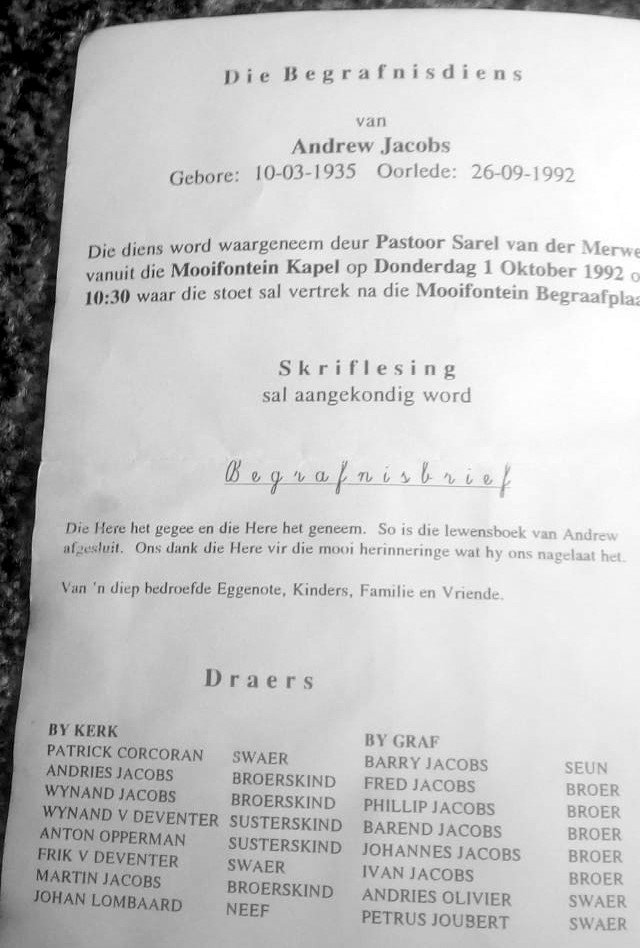 Die Begrafnisdiens
van
Andrew Jacobs
Gebore: 10-03-1935 Oorlede: 26-09-1992
Die diens word waargeneem deur Pastoor Sarel van der Merwe
vanuit die Mooifontein Kapel op Donderdag 1 Oktober 1992 o
10:30 waar die stoet sal vertrek na die Mooifontein Begraafplaa
Skriflesing
sal aangekondig word
Begrafnisbrief
Die Here het gegee en die Here het geneem. So is die lewensboek van Andrew
afgesluit. Ons dank die Here vir die mooi herinneringe wat hy ons nagelaat het.
Van 'n diep bedroefde Eggenote, Kinders, Familie en Vriende.
Draers
BY KERK
PATRICK CORCORAN SWAER
ANDRIES JACOBS BROERSKIND
WYNAND JACOBS BROERSKIND
WYNAND V DEVENTER SUSTERSKIND
ANTON OPPERMAN SUSTERSKIND
FRIK V DEVENTER SWAER
MARTIN JACOBS BROERSKIND
JOHAN LOMBAARD NEEF
BY GRAF
BARRY JACOBS SEUN
FRED JACOBS BROER
PHILLIP JACOBS BROER
BAREND JACOBS BROER
JOHANNES JACOBS BROER
IVAN JACOBS BROER
ANDRIES OLIVIER SWAER
PETRUS JOUBERT SWAER